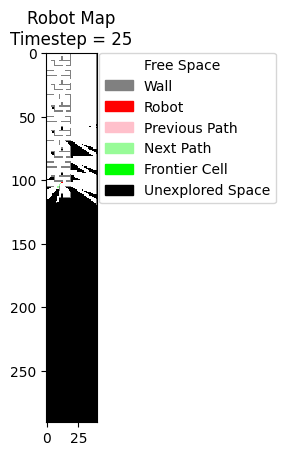 Robot Map
Timestep = 25
0
50
100
150
200
250
0 25
Free Space
Wall
Robot
Previous Path
Next Path
Frontier Cell
Unexplored Space